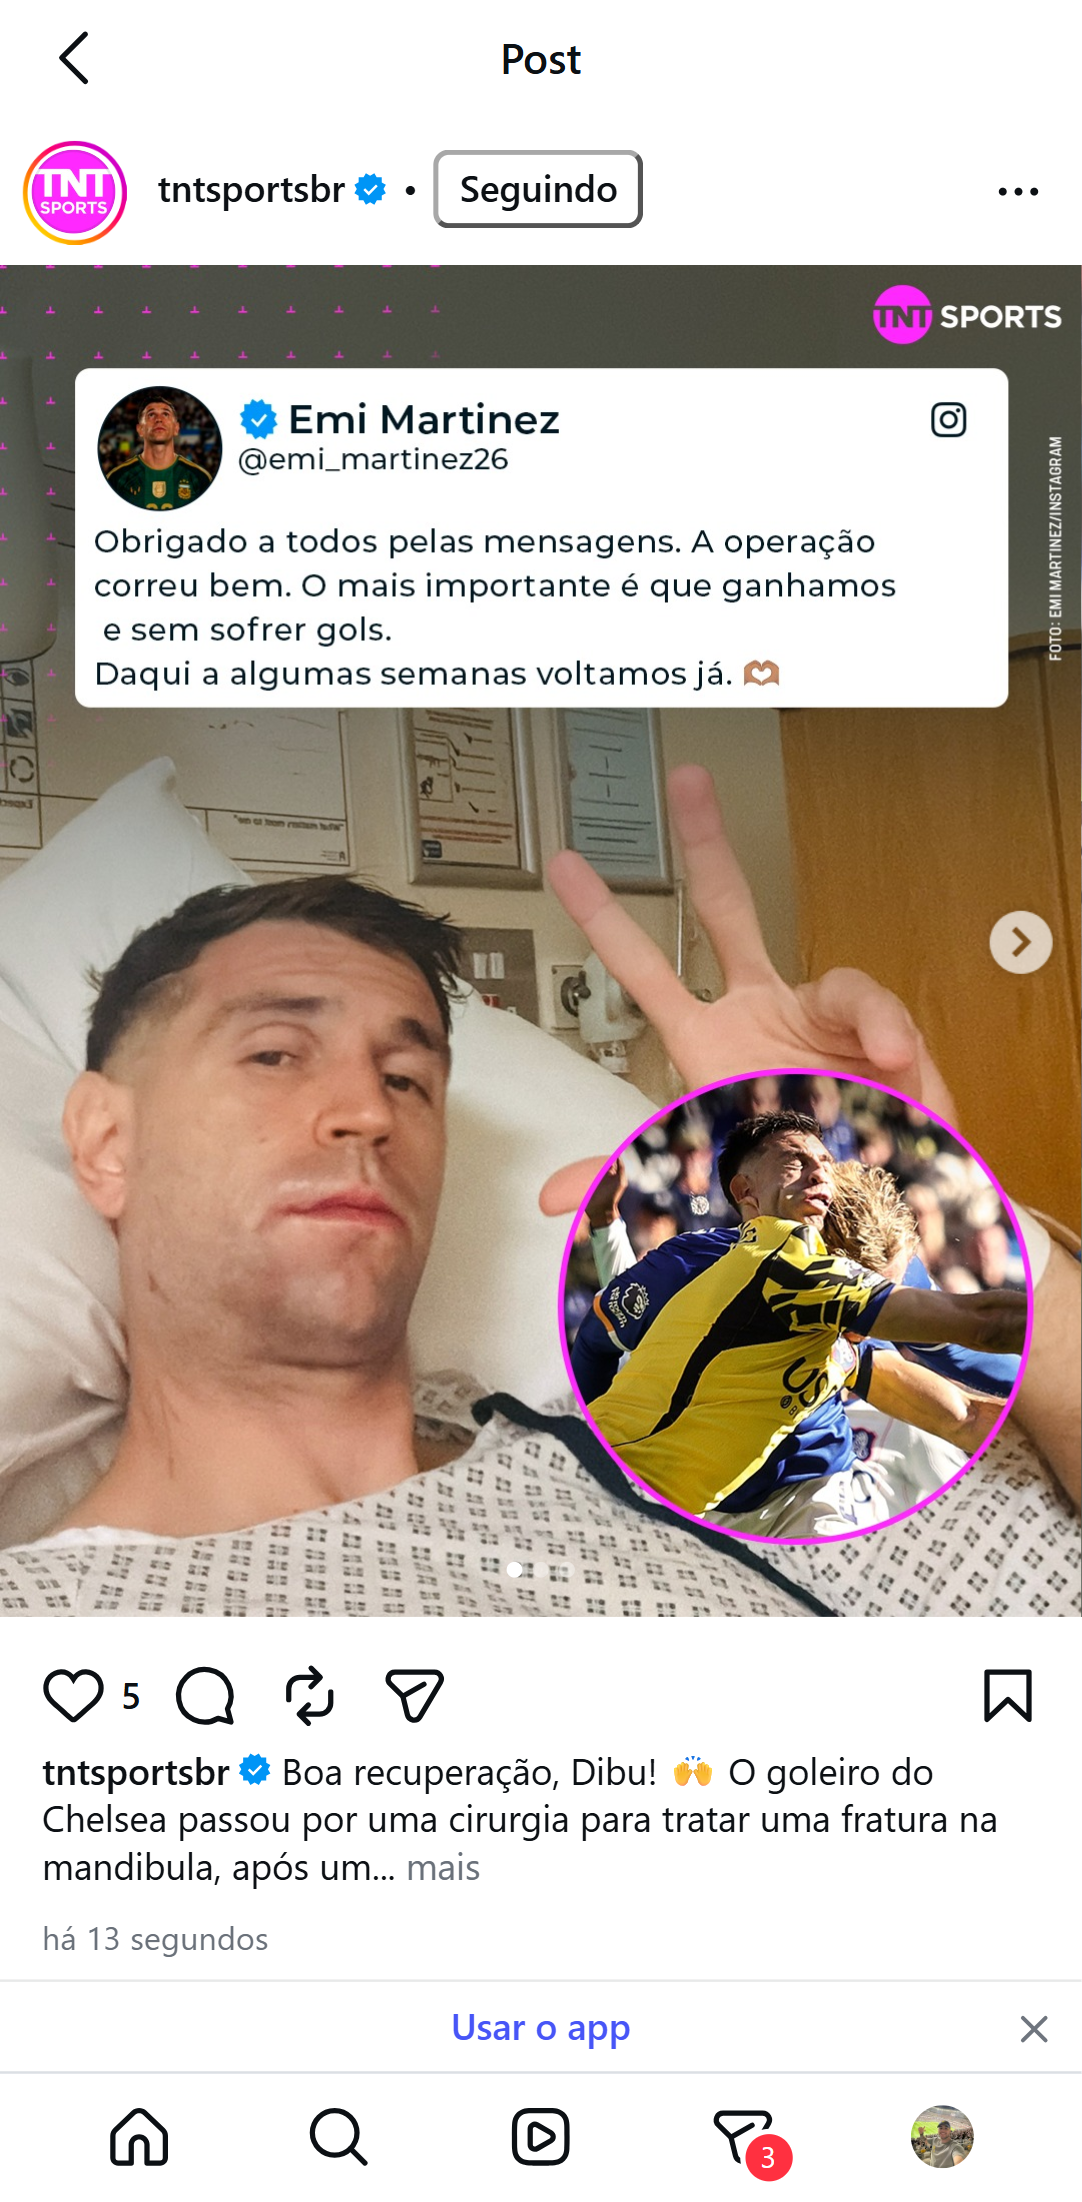 Post
TNT
SPORTS
tntsportsbr
•
Seguindo
TNT SPORTS
Emi Martinez
@emi_martinez26
Obrigado a todos pelas mensagens. A operação
correu bem. O mais importante é que ganhamos
e sem sofrer gols.
Daqui a algumas semanas voltamos já. 🫶🏽
FOTO: EMI MARTINEZ/INSTAGRAM
5
tntsportsbr Boa recuperação, Dibu! 🙌 O goleiro do
Chelsea passou por uma cirurgia para tratar uma fratura na
mandibula, após um... mais
há 13 segundos
Usar o app
3